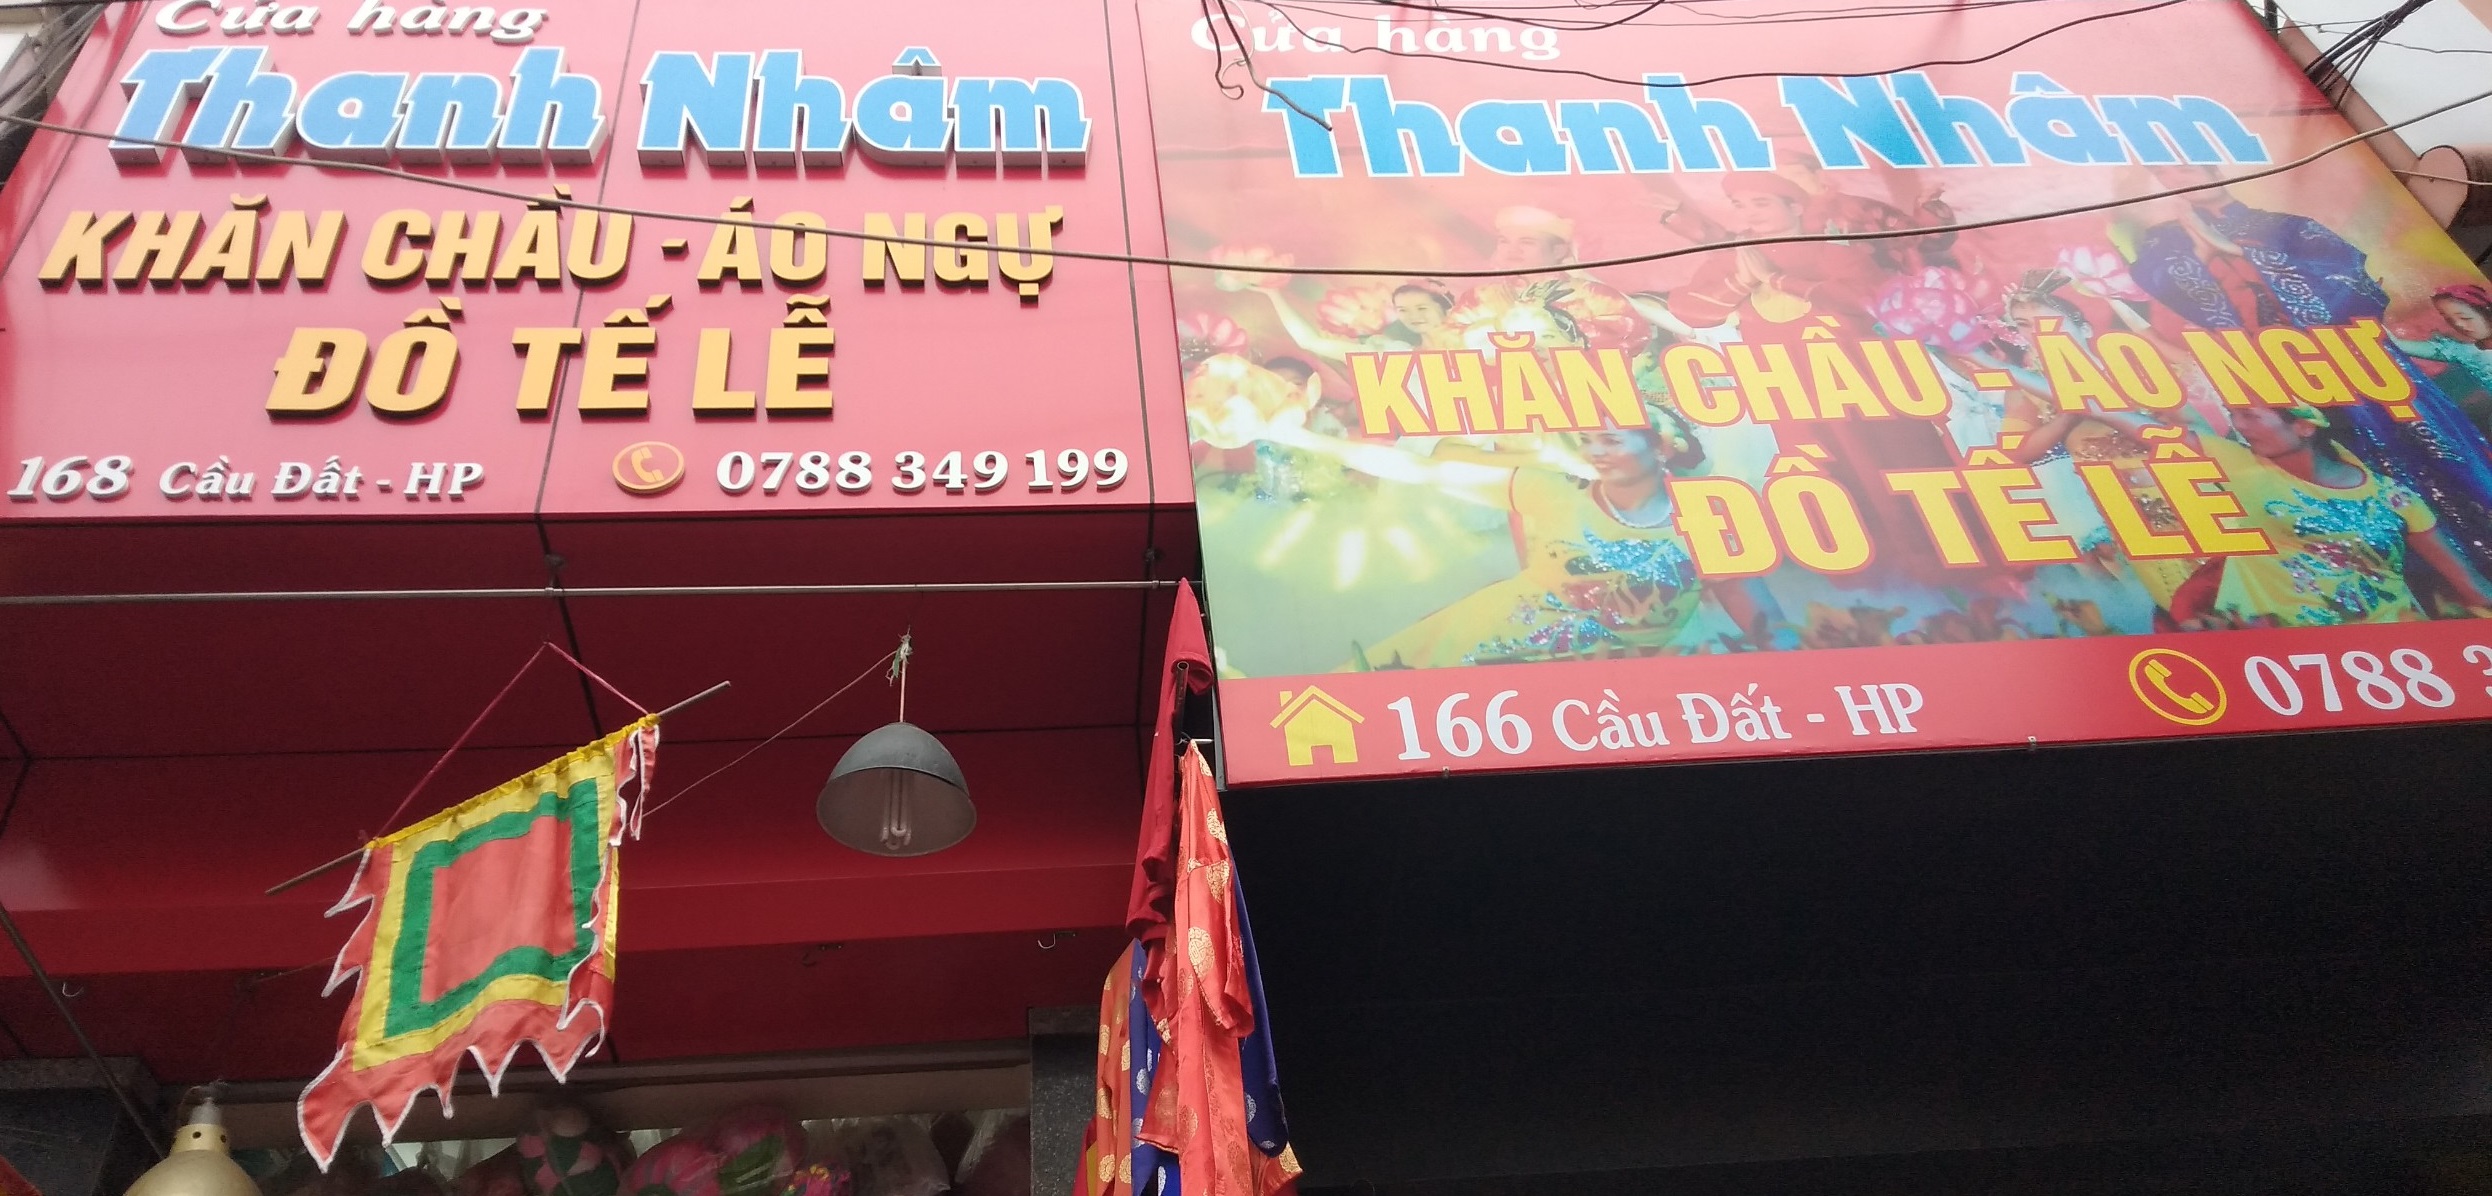 Cửa hàng
Thanh Nhâm
KHĂN CHẦU - ÁO NGỰ
ĐỒ TẾ LỄ
168 Cầu Đất - HP
0788 349 199
Cửa hàng
Thanh Nhâm
KHĂN CHẦU - ÁO NGỰ
ĐỒ TẾ LỄ
166 Cầu Đất - HP
0788 3